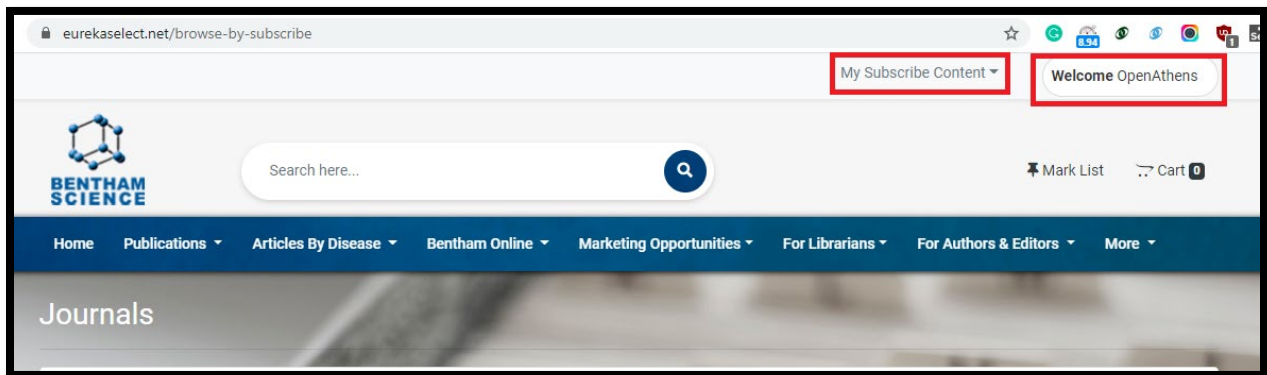 eurekaselect.net/browse-by-subscribe
8.94
1
My Subscribe Content
Welcome OpenAthens
BENTHAM
SCIENCE
Search here...
Mark List
Cart 0
Home Publications Articles By Disease Bentham Online Marketing Opportunities For Librarians For Authors & Editors More
Journals